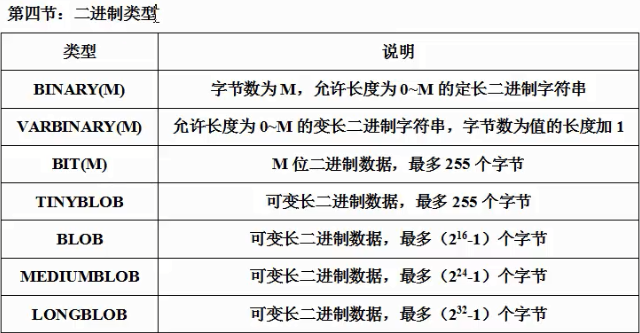 第四节：二进制类型
类型 说明
BINARY(M) 字节数为 M，允许长度为 0~M 的定长二进制字符串
VARBINARY(M) 允许长度为 0~M 的变长二进制字符串，字节数为值的长度加 1
BIT(M) M 位二进制数据，最多 255 个字节
TINYBLOB 可变长二进制数据，最多 255 个字节
BLOB 可变长二进制数据，最多（2¹⁶-1）个字节
MEDIUMBLOB 可变长二进制数据，最多（2²⁴-1）个字节
LONGBLOB 可变长二进制数据，最多（2³²-1）个字节